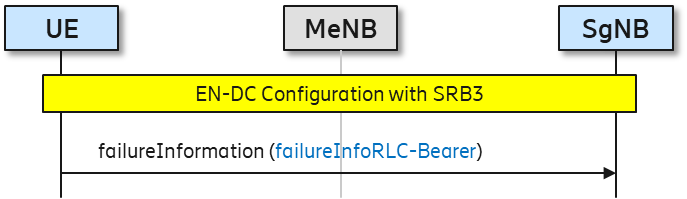 UE MeNB SgNB
EN-DC Configuration with SRB3
failureInformation (failureInfoRLC-Bearer)